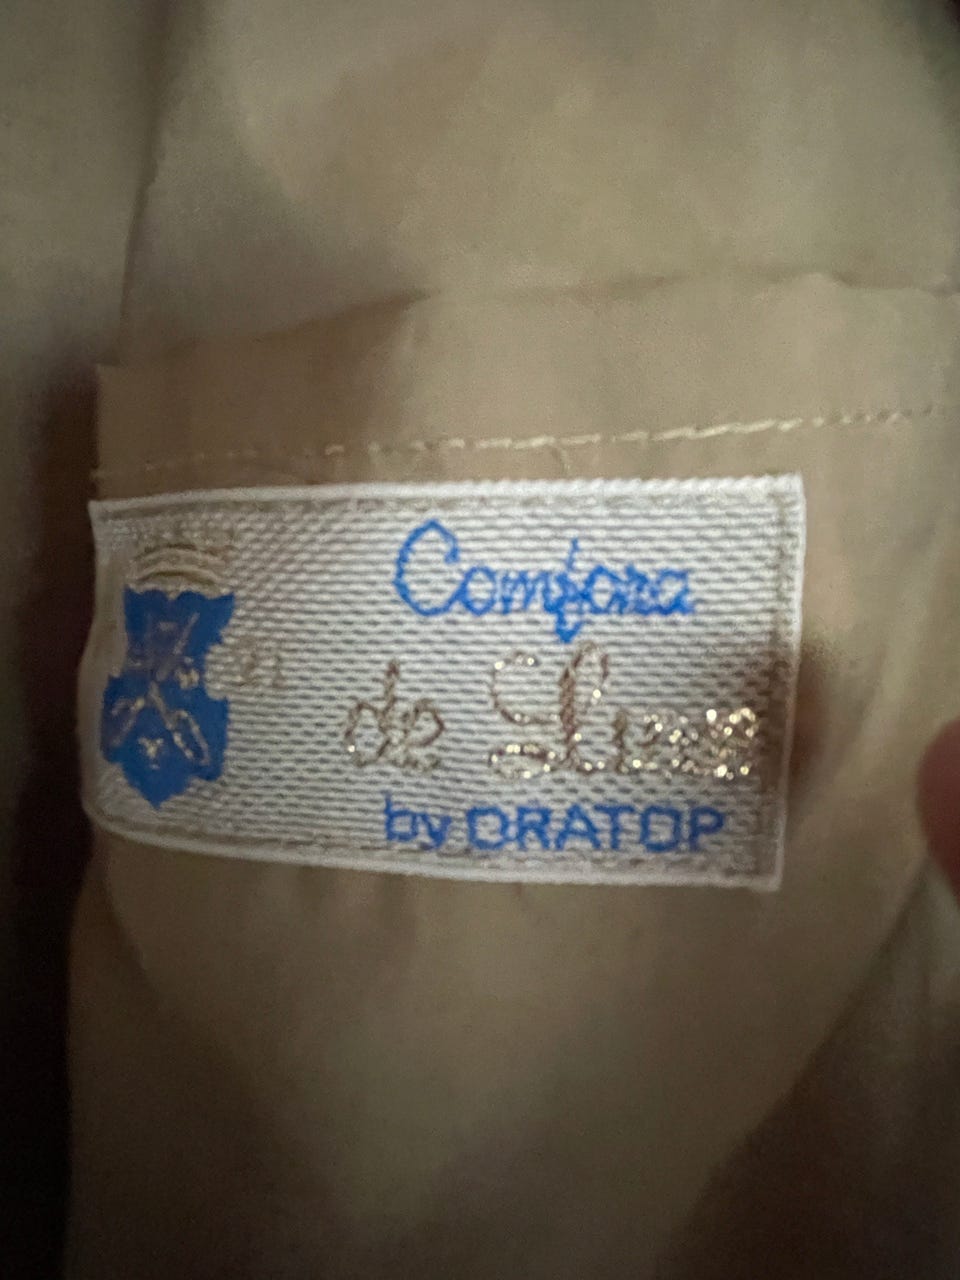 Comfora
de Luxe
by ORATOP